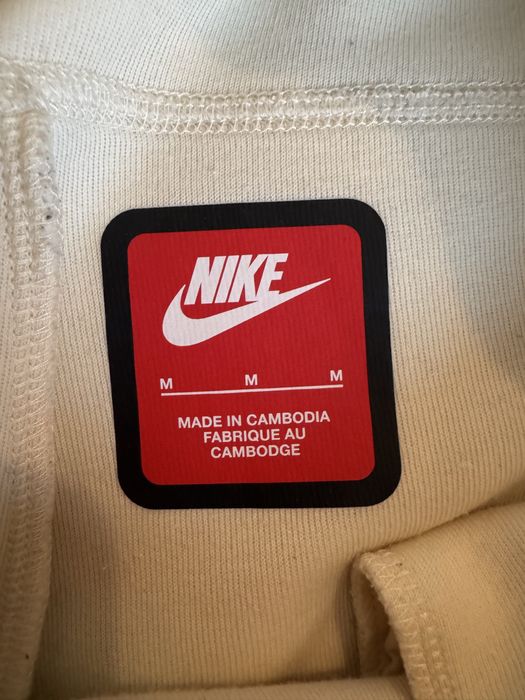 NIKE
M M M
MADE IN CAMBODIA
FABRIQUE AU
CAMBODGE